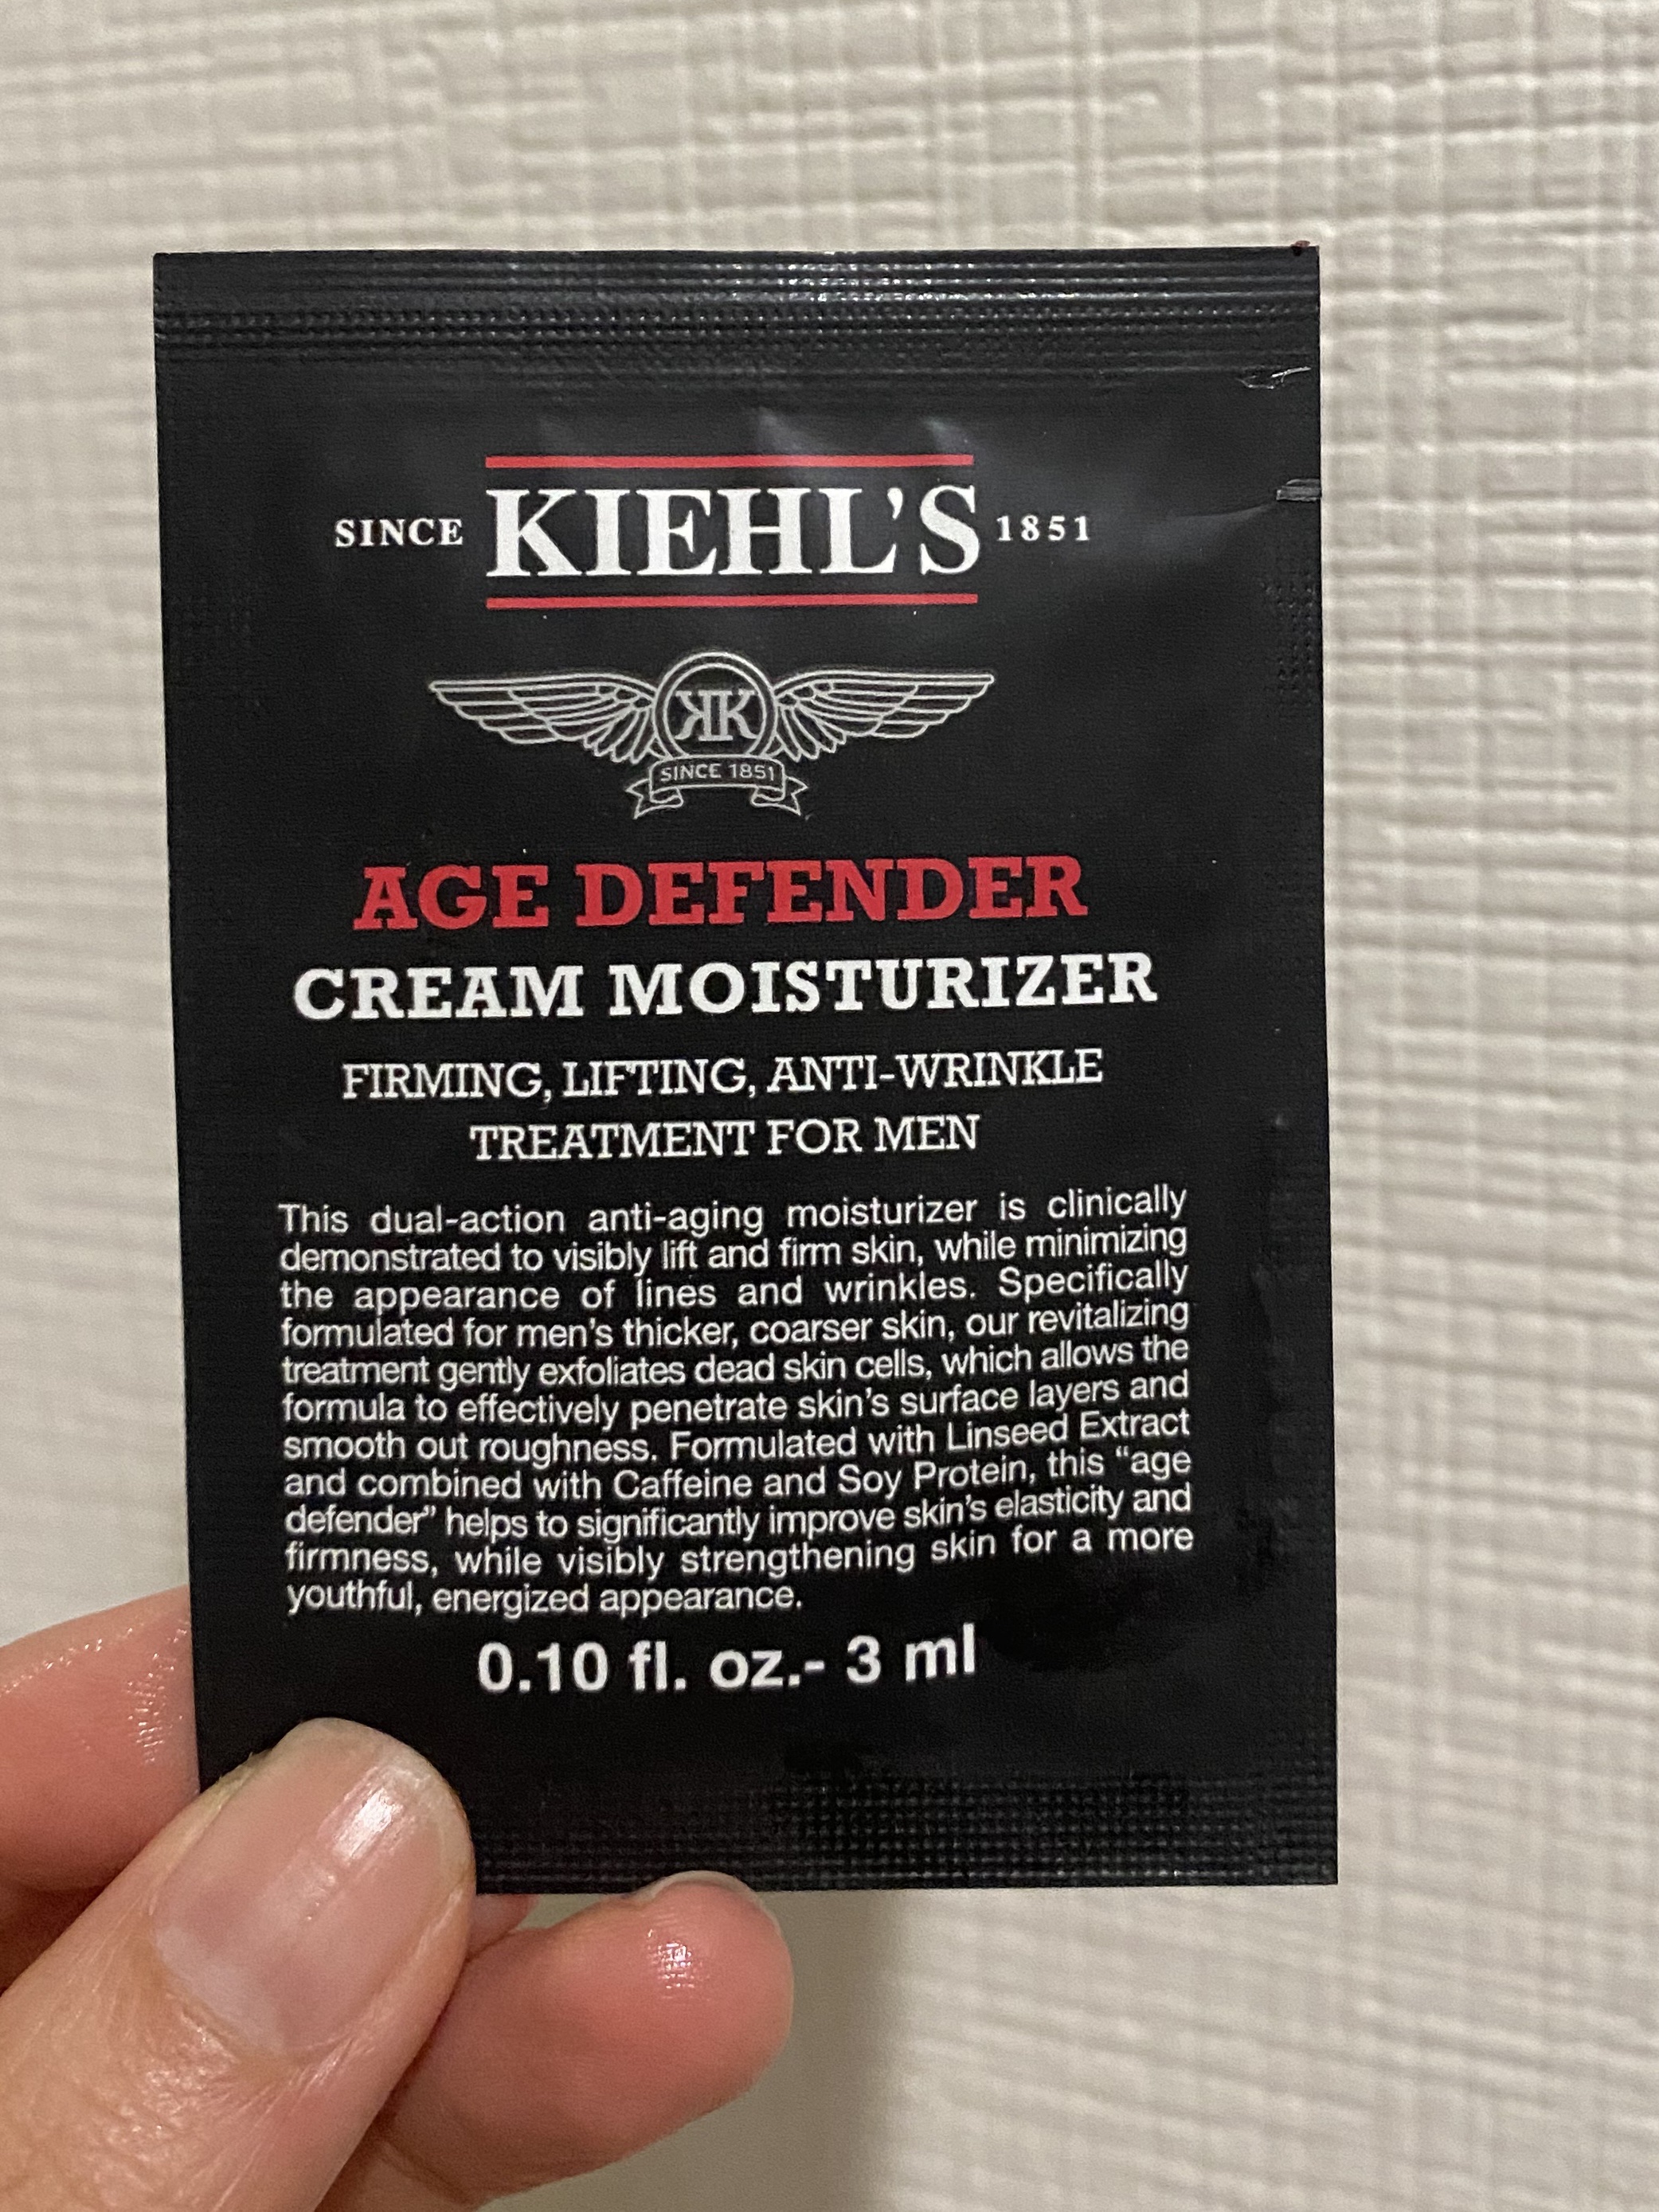 SINCE KIEHL'S 1851
KK
SINCE 1851
AGE DEFENDER
CREAM MOISTURIZER
FIRMING, LIFTING, ANTI-WRINKLE
TREATMENT FOR MEN
This dual-action anti-aging moisturizer is clinically
demonstrated to visibly lift and firm skin, while minimizing
the appearance of lines and wrinkles. Specifically
formulated for men's thicker, coarser skin, our revitalizing
treatment gently exfoliates dead skin cells, which allows the
formula to effectively penetrate skin's surface layers and
smooth out roughness. Formulated with Linseed Extract
and combined with Caffeine and Soy Protein, this “age
defender” helps to significantly improve skin's elasticity and
firmness, while visibly strengthening skin for a more
youthful, energized appearance.
0.10 fl. oz.- 3 ml